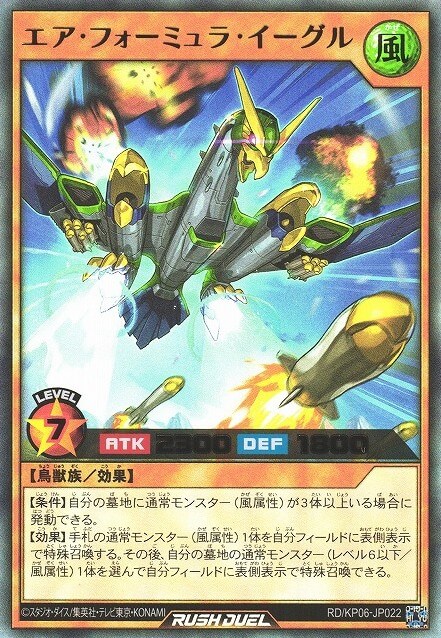 エア・フォーミュラ・イーグル
風
LEVEL
7
ATK 2300 DEF 1800
【鳥獣族／効果】
【条件】自分の墓地に通常モンスター（風属性）が3体以上いる場合に
発動できる。
【効果】手札の通常モンスター（風属性）1体を自分フィールドに表側表示
で特殊召喚する。その後、自分の墓地の通常モンスター（レベル6以下／
風属性）1体を選んで自分フィールドに表側表示で特殊召喚できる。
©スタジオ・ダイス/集英社・テレビ東京・KONAMI
RUSH DUEL
RD/KP06-JP022